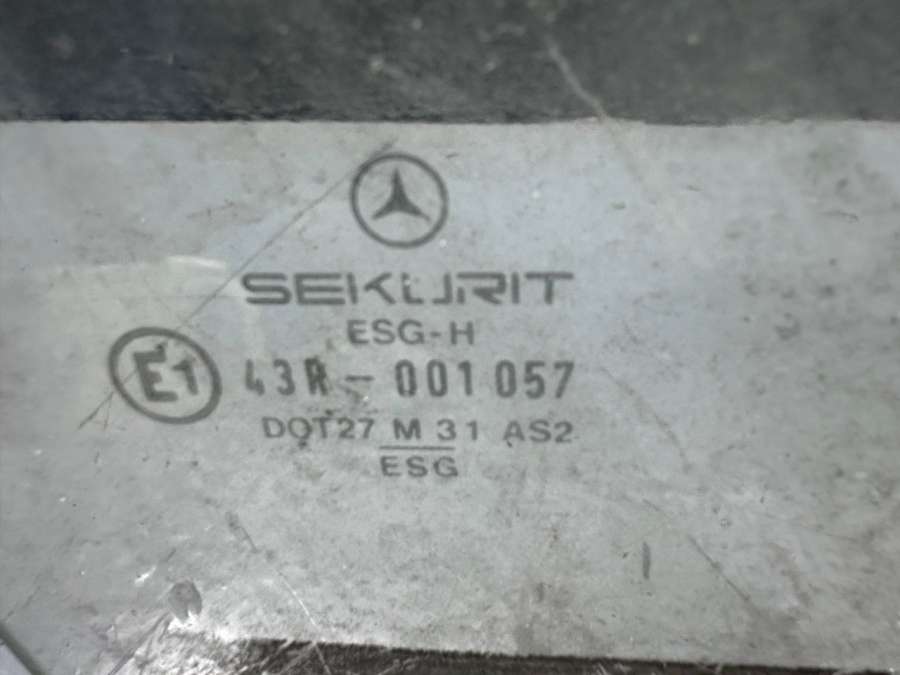 SEKURIT
ESG-H
E1 43R - 001 057
DOT27 M 31 AS2
ESG